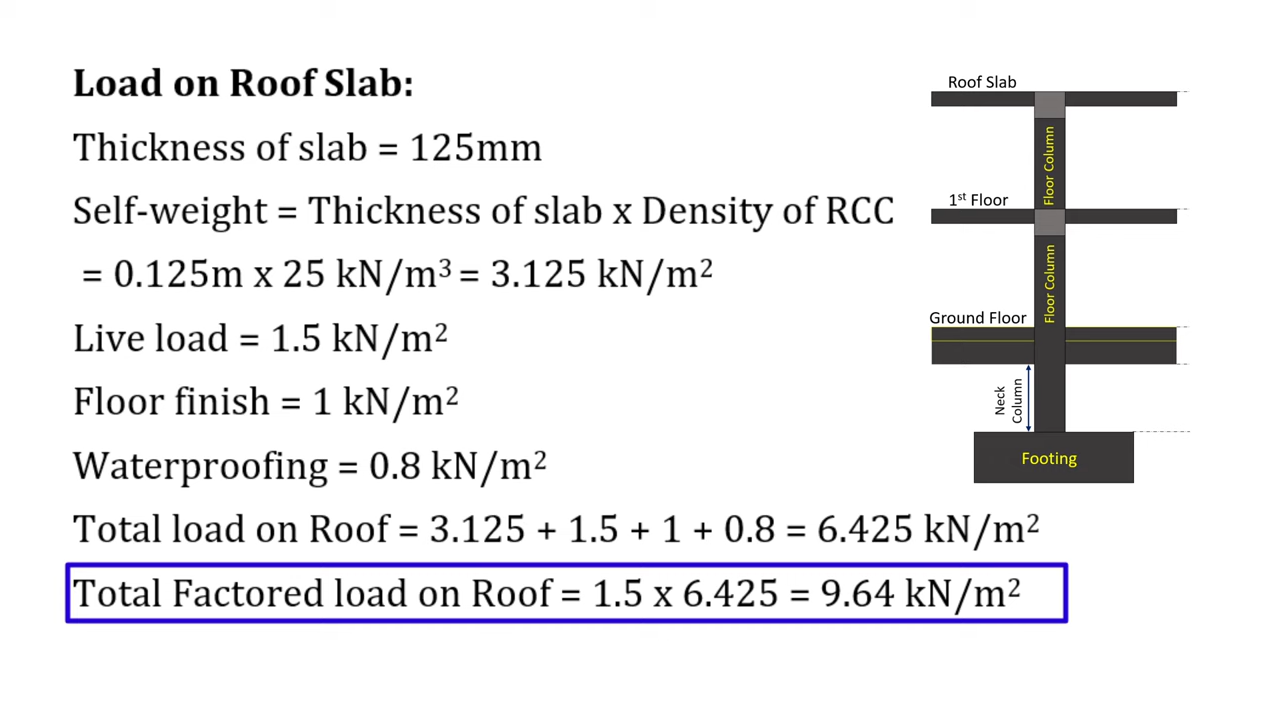 Load on Roof Slab:
Thickness of slab = 125mm
Self-weight = Thickness of slab x Density of RCC
= 0.125m x 25 kN/m³ = 3.125 kN/m²
Live load = 1.5 kN/m²
Floor finish = 1 kN/m²
Waterproofing = 0.8 kN/m²
Total load on Roof = 3.125 + 1.5 + 1 + 0.8 = 6.425 kN/m²
Total Factored load on Roof = 1.5 x 6.425 = 9.64 kN/m²
Roof Slab
Floor Column
1st Floor
Floor Column
Ground Floor
Neck
Column
Footing